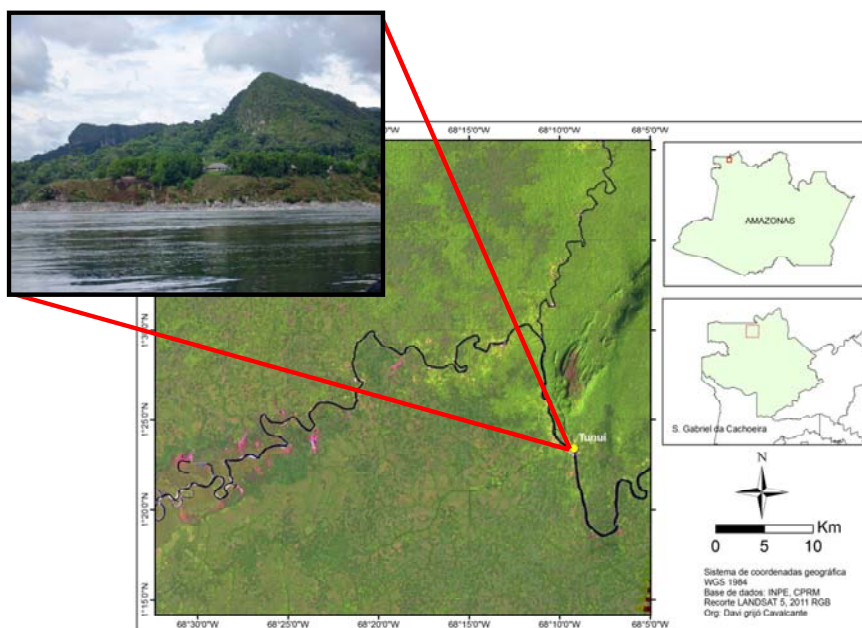 68°15'0"W
68°10'0"W
68°5'0"W
AMAZONAS
S. Gabriel da Cachoeira
1°30'0"N
1°25'0"N
1°20'0"N
1°15'0"N
Tunuí
N
Km
0 5 10
Sistema de coordenadas geográfica
WGS 1984
Base de dados: INPE, CPRM
Recorte LANDSAT 5, 2011 RGB
Org: Davi grijó Cavalcante
68°30'0"W
68°25'0"W
68°20'0"W
68°15'0"W
68°10'0"W
68°5'0"W